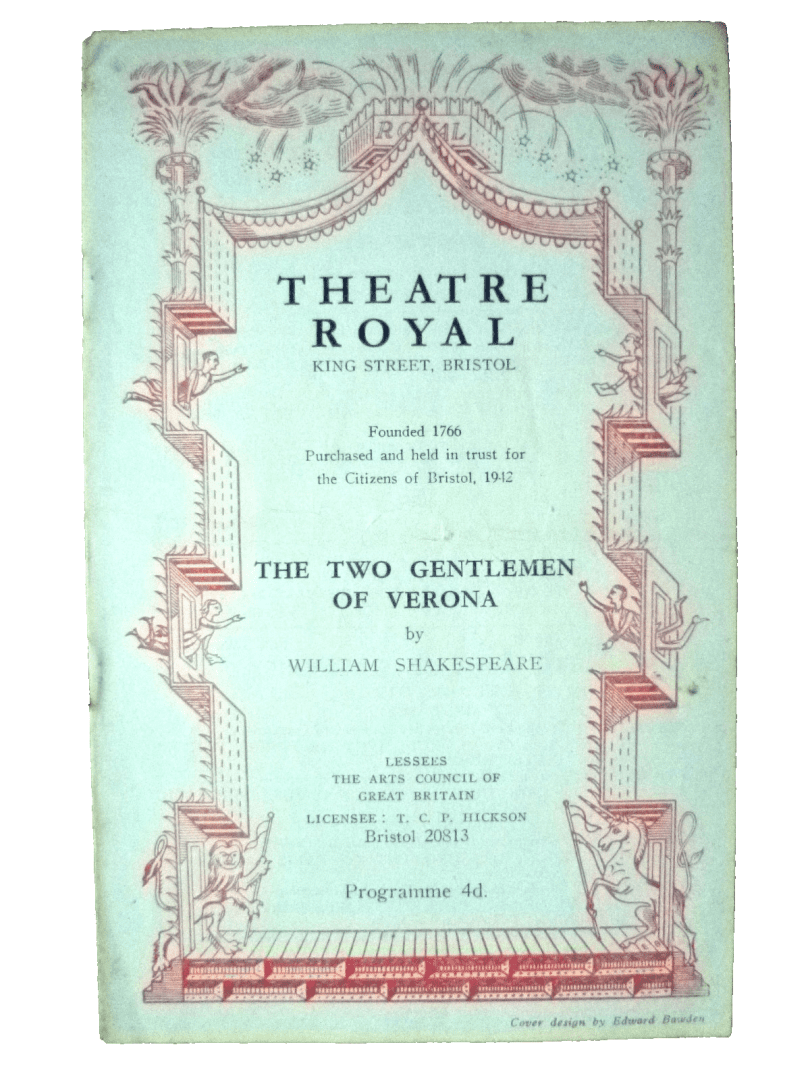 ROYAL
THEATRE
ROYAL
KING STREET, BRISTOL
Founded 1766
Purchased and held in trust for
the Citizens of Bristol, 1942
THE TWO GENTLEMEN
OF VERONA
by
WILLIAM SHAKESPEARE
LESSEES
THE ARTS COUNCIL OF
GREAT BRITAIN
LICENSEE : T. C. P. HICKSON
Bristol 20813
Programme 4d.
Cover design by Edward Bawden